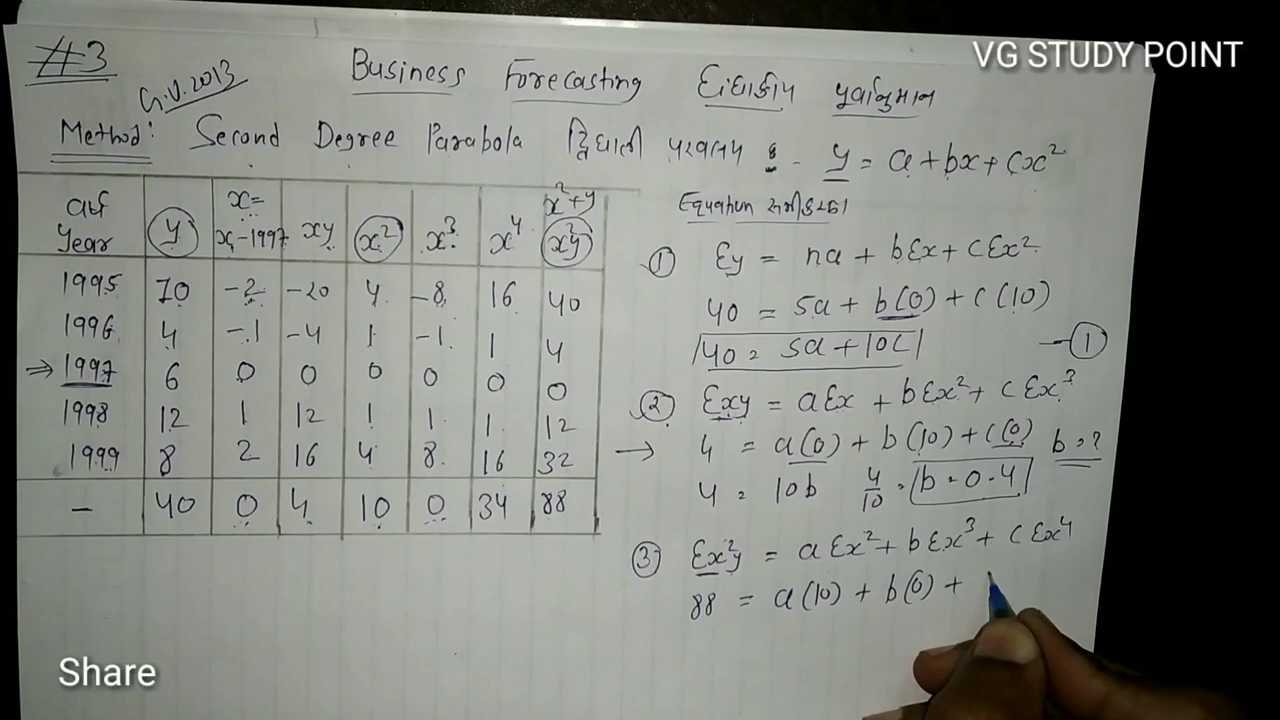 VG STUDY POINT
#3
G.U. 2013
Business Forecasting ધંધાકીય પૂર્વાનુમાન
Method: Second Degree Parabola દ્વિઘાતી પરવલય :- y = a + bx + cx²
વર્ષ Year | y | x = x-1997 | xy | x² | x³ | x⁴ | x²+y x²y
1995 | 10 | -2 | -20 | 4 | -8 | 16 | 40
1996 | 4 | -1 | -4 | 1 | -1 | 1 | 4
⇒ 1997 | 6 | 0 | 0 | 0 | 0 | 0 | 0
1998 | 12 | 1 | 12 | 1 | 1 | 1 | 12
1999 | 8 | 2 | 16 | 4 | 8 | 16 | 32
- | 40 | 0 | 4 | 10 | 0 | 34 | 88
Equation સમીકરણ
① Σy = na + bΣx + cΣx²
40 = 5a + b(0) + c(10)
40 = 5a + 10c —①
② Σxy = aΣx + bΣx² + cΣx³
→ 4 = a(0) + b(10) + c(0) b = ?
4 = 10b 4/10 = b = 0.4
③ Σx²y = aΣx² + bΣx³ + cΣx⁴
88 = a(10) + b(0) +
Share